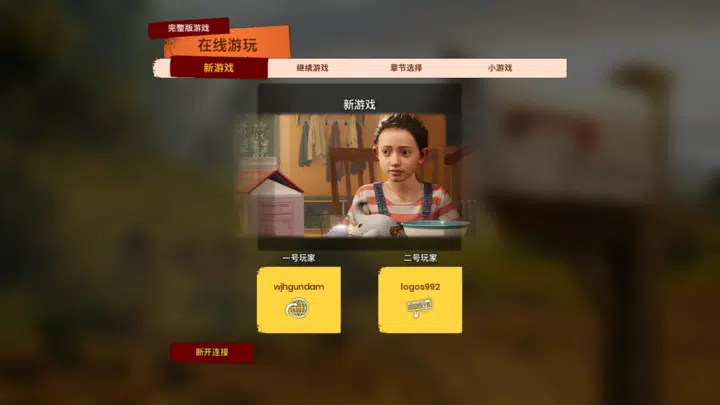 完整版游戏
在线游玩
新游戏
继续游戏
章节选择
小游戏
新游戏
一号玩家
二号玩家
wjhgundam
logos992
断开连接